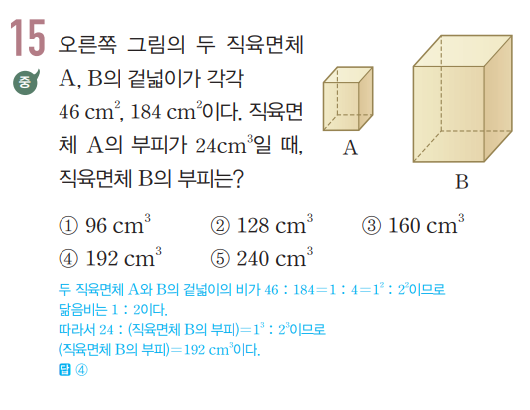 15
중
오른쪽 그림의 두 직육면체
A, B의 겉넓이가 각각
46 cm², 184 cm²이다. 직육면
체 A의 부피가 24cm³일 때,
직육면체 B의 부피는?
A
B
① 96 cm³ ② 128 cm³ ③ 160 cm³
④ 192 cm³ ⑤ 240 cm³
두 직육면체 A와 B의 겉넓이의 비가 46 : 184=1 : 4=1² : 2²이므로
닮음비는 1 : 2이다.
따라서 24 : (직육면체 B의 부피)=1³ : 2³이므로
(직육면체 B의 부피)=192 cm³이다.
답 ④